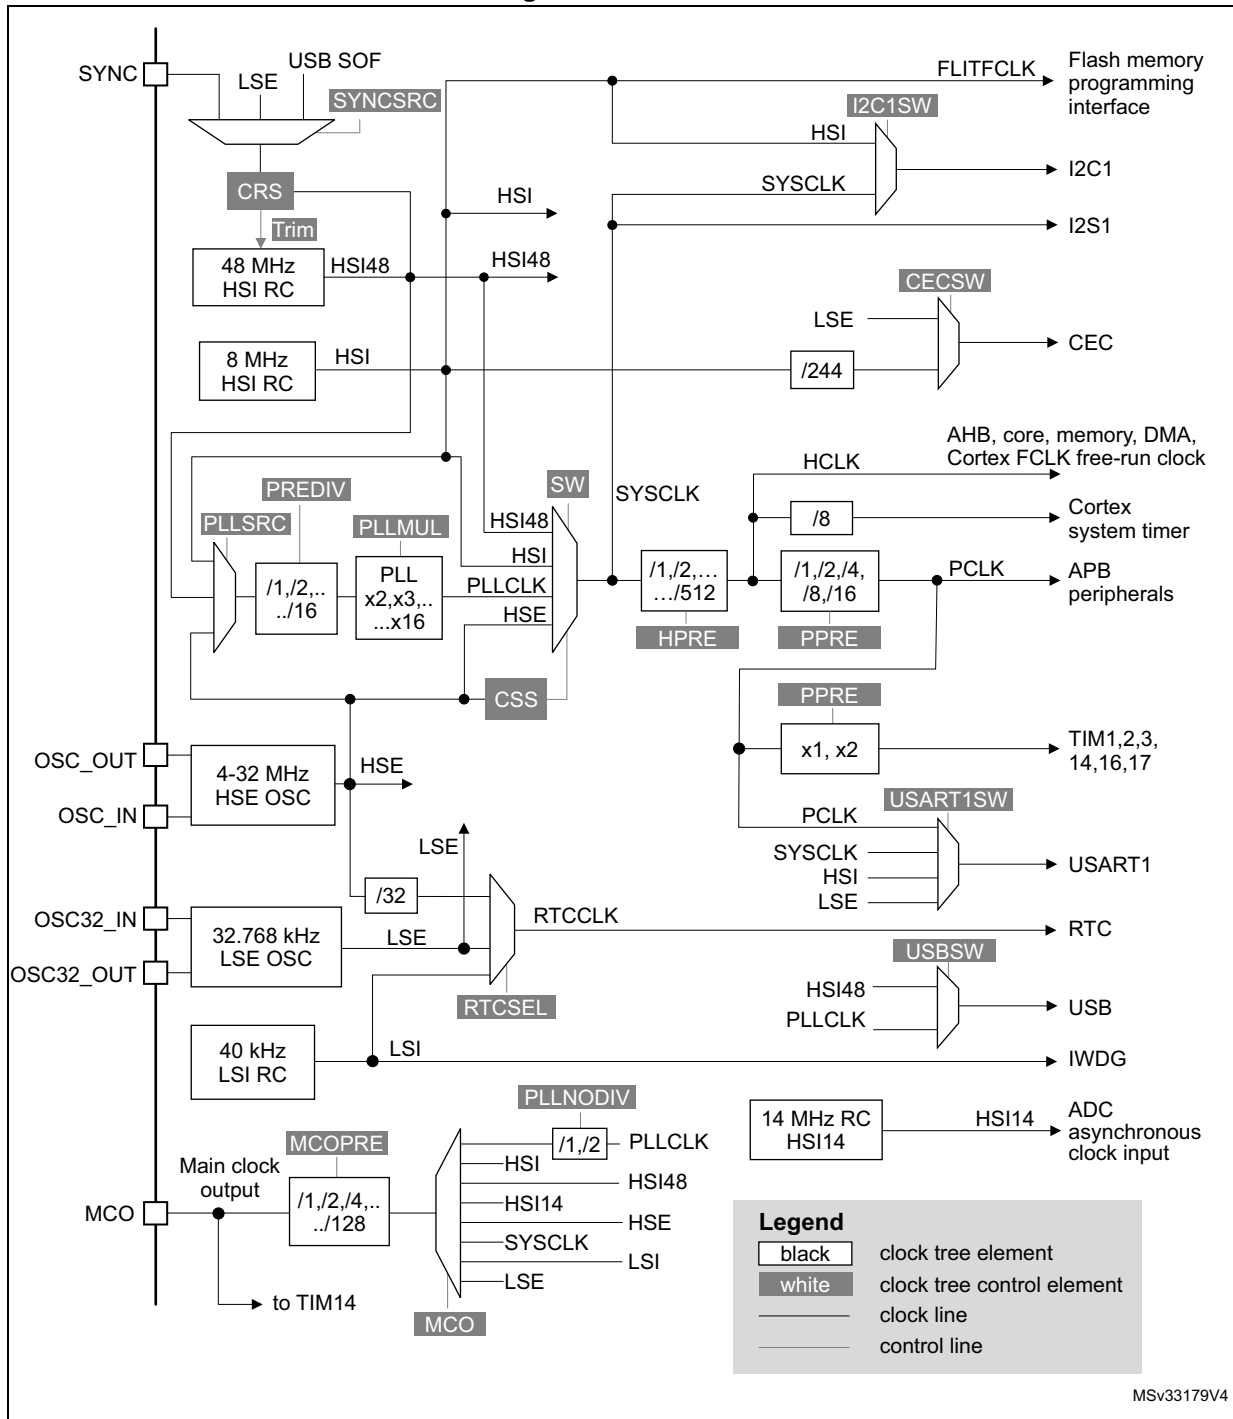 SYNC
LSE
USB SOF
SYNCSRC
CRS
Trim
48 MHz
HSI RC
HSI48
HSI48
HSI
8 MHz
HSI RC
HSI
FLITFCLK
Flash memory
programming
interface
I2C1SW
HSI
SYSCLK
I2C1
I2S1
CECSW
LSE
/244
CEC
AHB, core, memory, DMA,
Cortex FCLK free-run clock
HCLK
/8
Cortex
system timer
PLLSRC
PREDIV
/1,/2,..
../16
PLLMUL
PLL
x2,x3,..
...x16
SW
HSI48
HSI
PLLCLK
HSE
SYSCLK
/1,/2,…
…/512
HPRE
/1,/2,/4,
/8,/16
PPRE
PCLK
APB
peripherals
CSS
PPRE
x1, x2
TIM1,2,3,
14,16,17
OSC_OUT
OSC_IN
4-32 MHz
HSE OSC
HSE
USART1SW
PCLK
SYSCLK
HSI
LSE
USART1
LSE
/32
OSC32_IN
OSC32_OUT
32.768 kHz
LSE OSC
LSE
RTCCLK
RTCSEL
RTC
USBSW
HSI48
PLLCLK
USB
40 kHz
LSI RC
LSI
IWDG
PLLNODIV
/1,/2
PLLCLK
HSI
HSI48
HSI14
HSE
SYSCLK
LSI
LSE
MCO
14 MHz RC
HSI14
HSI14
ADC
asynchronous
clock input
MCOPRE
/1,/2,/4,..
../128
Main clock
output
MCO
to TIM14
Legend
black
clock tree element
white
clock tree control element
clock line
control line
MSv33179V4